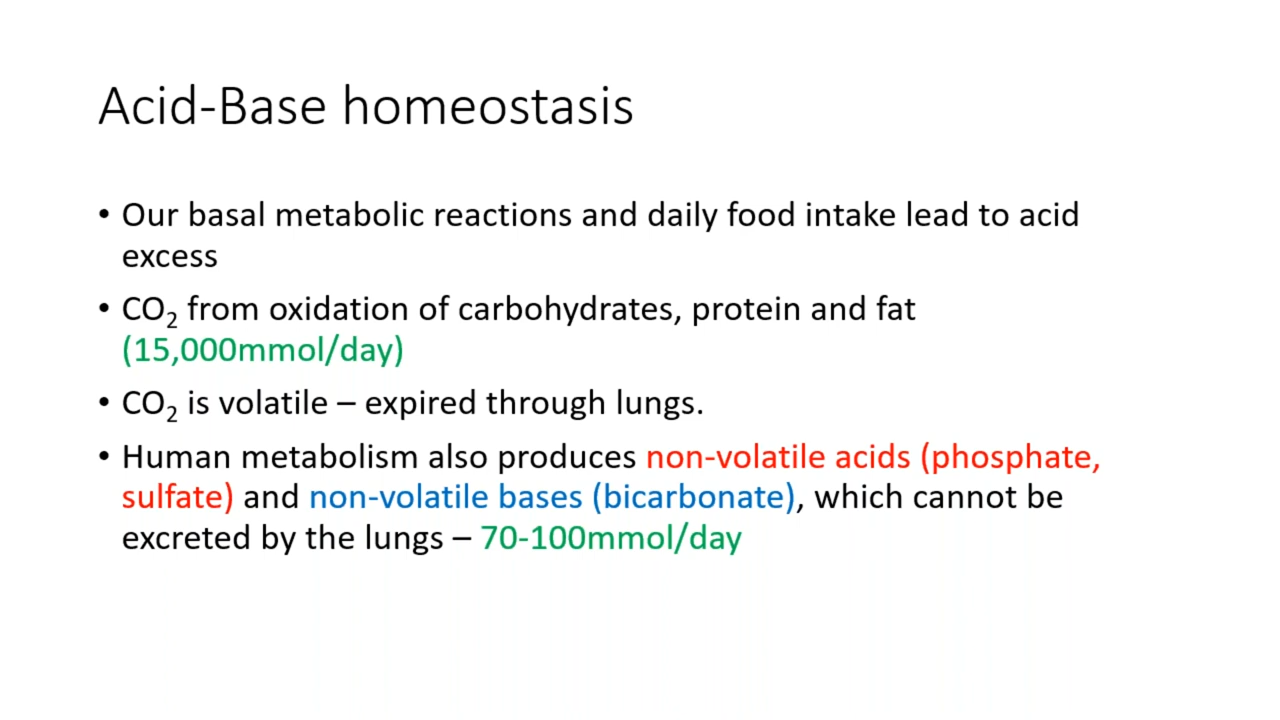 Acid-Base homeostasis
• Our basal metabolic reactions and daily food intake lead to acid
excess
• CO₂ from oxidation of carbohydrates, protein and fat
(15,000mmol/day)
• CO₂ is volatile – expired through lungs.
• Human metabolism also produces non-volatile acids (phosphate,
sulfate) and non-volatile bases (bicarbonate), which cannot be
excreted by the lungs – 70-100mmol/day